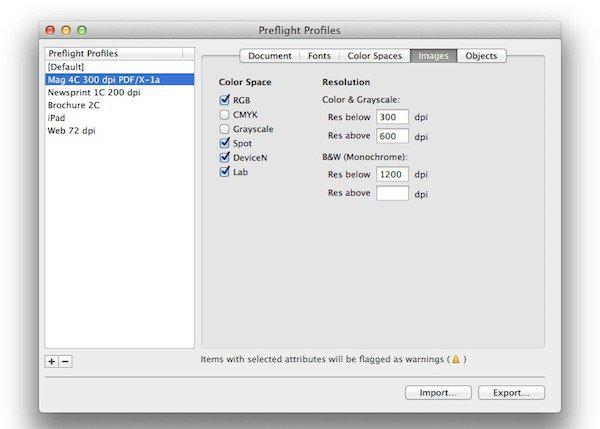 Preflight Profiles
Preflight Profiles
[Default]
Mag 4C 300 dpi PDF/X-1a
Newsprint 1C 200 dpi
Brochure 2C
iPad
Web 72 dpi
Document Fonts Color Spaces Images Objects
Color Space
RGB
CMYK
Grayscale
Spot
DeviceN
Lab
Resolution
Color & Grayscale:
Res below 300 dpi
Res above 600 dpi
B&W (Monochrome):
Res below 1200 dpi
Res above dpi
+ −
Items with selected attributes will be flagged as warnings ( ⚠ )
Import... Export...